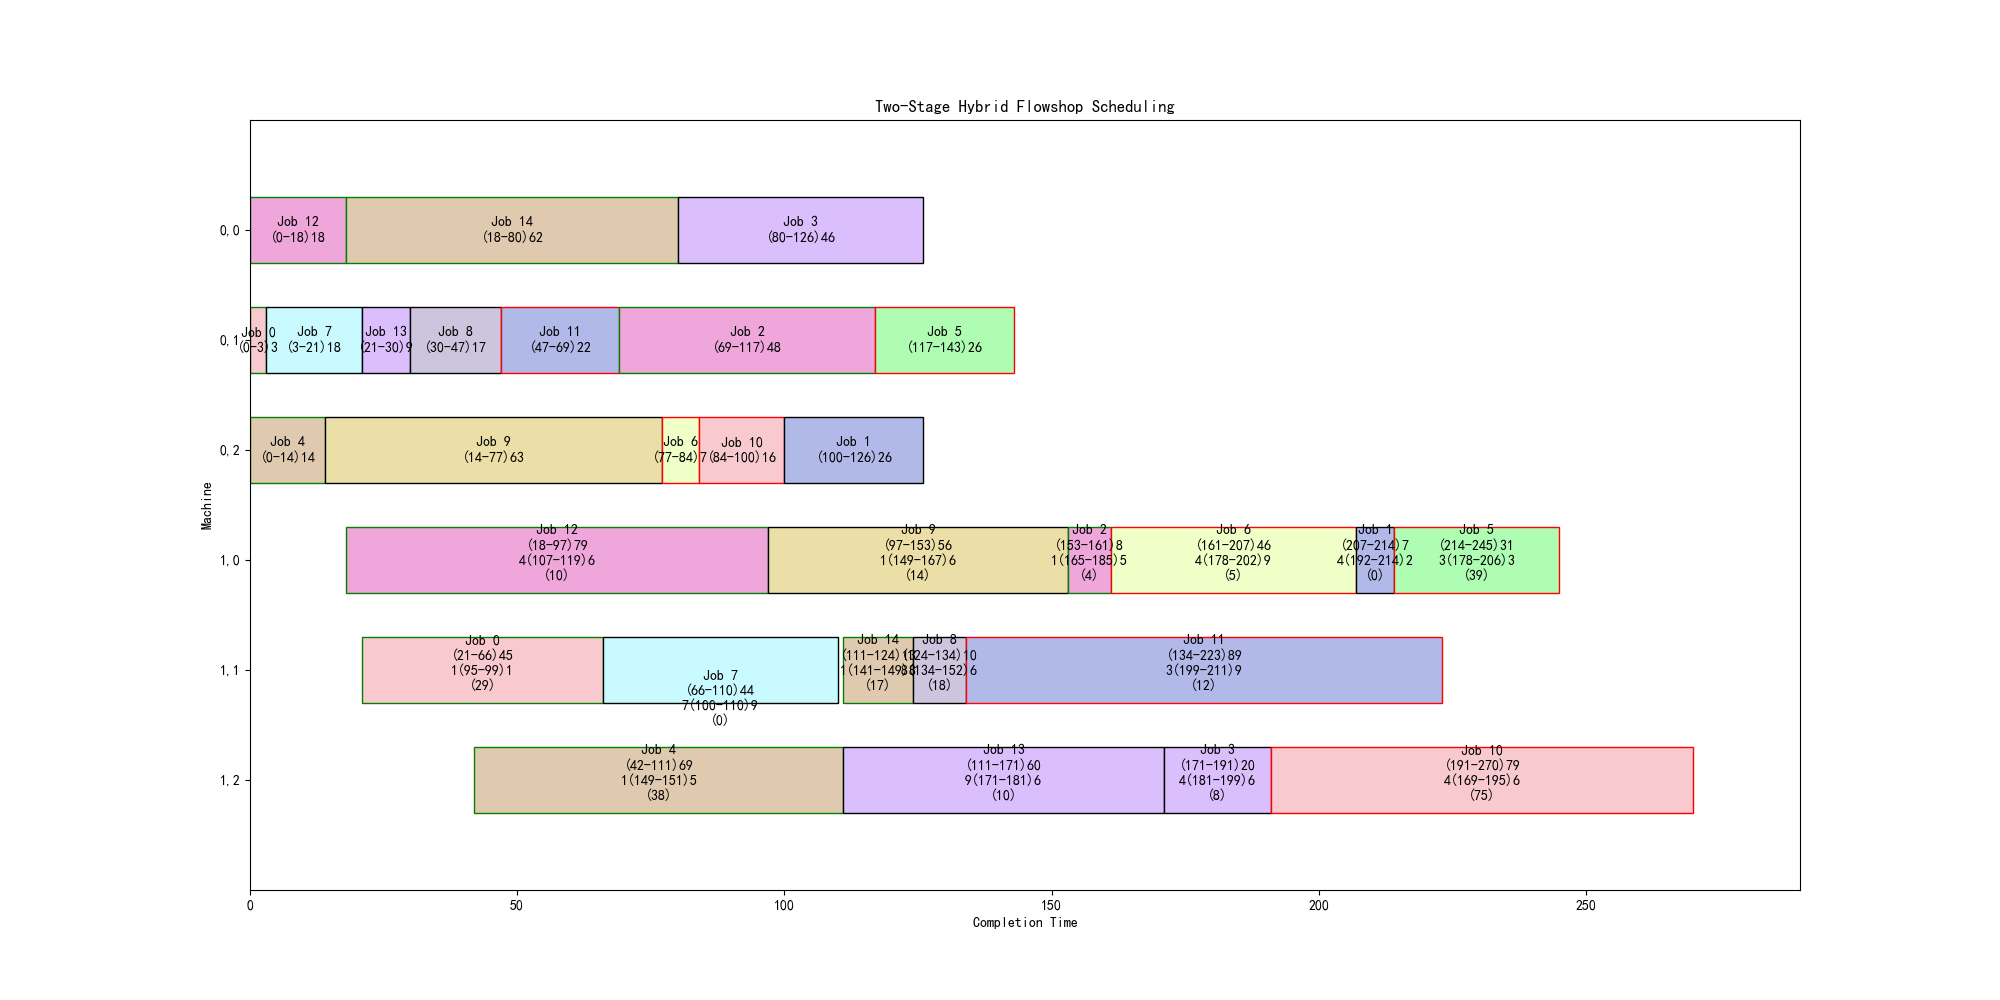 Two-Stage Hybrid Flowshop Scheduling
Machine
0,0
Job 12
(0-18)18
Job 14
(18-80)62
Job 3
(80-126)46
0,1
Job 0
(0-3)3
Job 7
(3-21)18
Job 13
(21-30)9
Job 8
(30-47)17
Job 11
(47-69)22
Job 2
(69-117)48
Job 5
(117-143)26
0,2
Job 4
(0-14)14
Job 9
(14-77)63
Job 6
(77-84)7
Job 10
(84-100)16
Job 1
(100-126)26
1,0
Job 12
(18-97)79
4(107-119)6
(10)
Job 9
(97-153)56
1(149-167)6
(14)
Job 2
(153-161)8
1(165-185)5
(4)
Job 6
(161-207)46
4(178-202)9
(5)
Job 1
(207-214)7
4(192-214)2
(0)
Job 5
(214-245)31
3(178-206)3
(39)
1,1
Job 0
(21-66)45
1(95-99)1
(29)
Job 7
(66-110)44
7(100-110)9
(0)
Job 14
(111-124)13
(17)
Job 8
(124-134)10
(18)
Job 11
(134-223)89
3(199-211)9
(12)
1,2
Job 4
(42-111)69
1(149-151)5
(38)
Job 13
(111-171)60
9(171-181)6
(10)
Job 3
(171-191)20
4(181-199)6
(8)
Job 10
(191-270)79
4(169-195)6
(75)
0
50
100
150
200
250
Completion Time